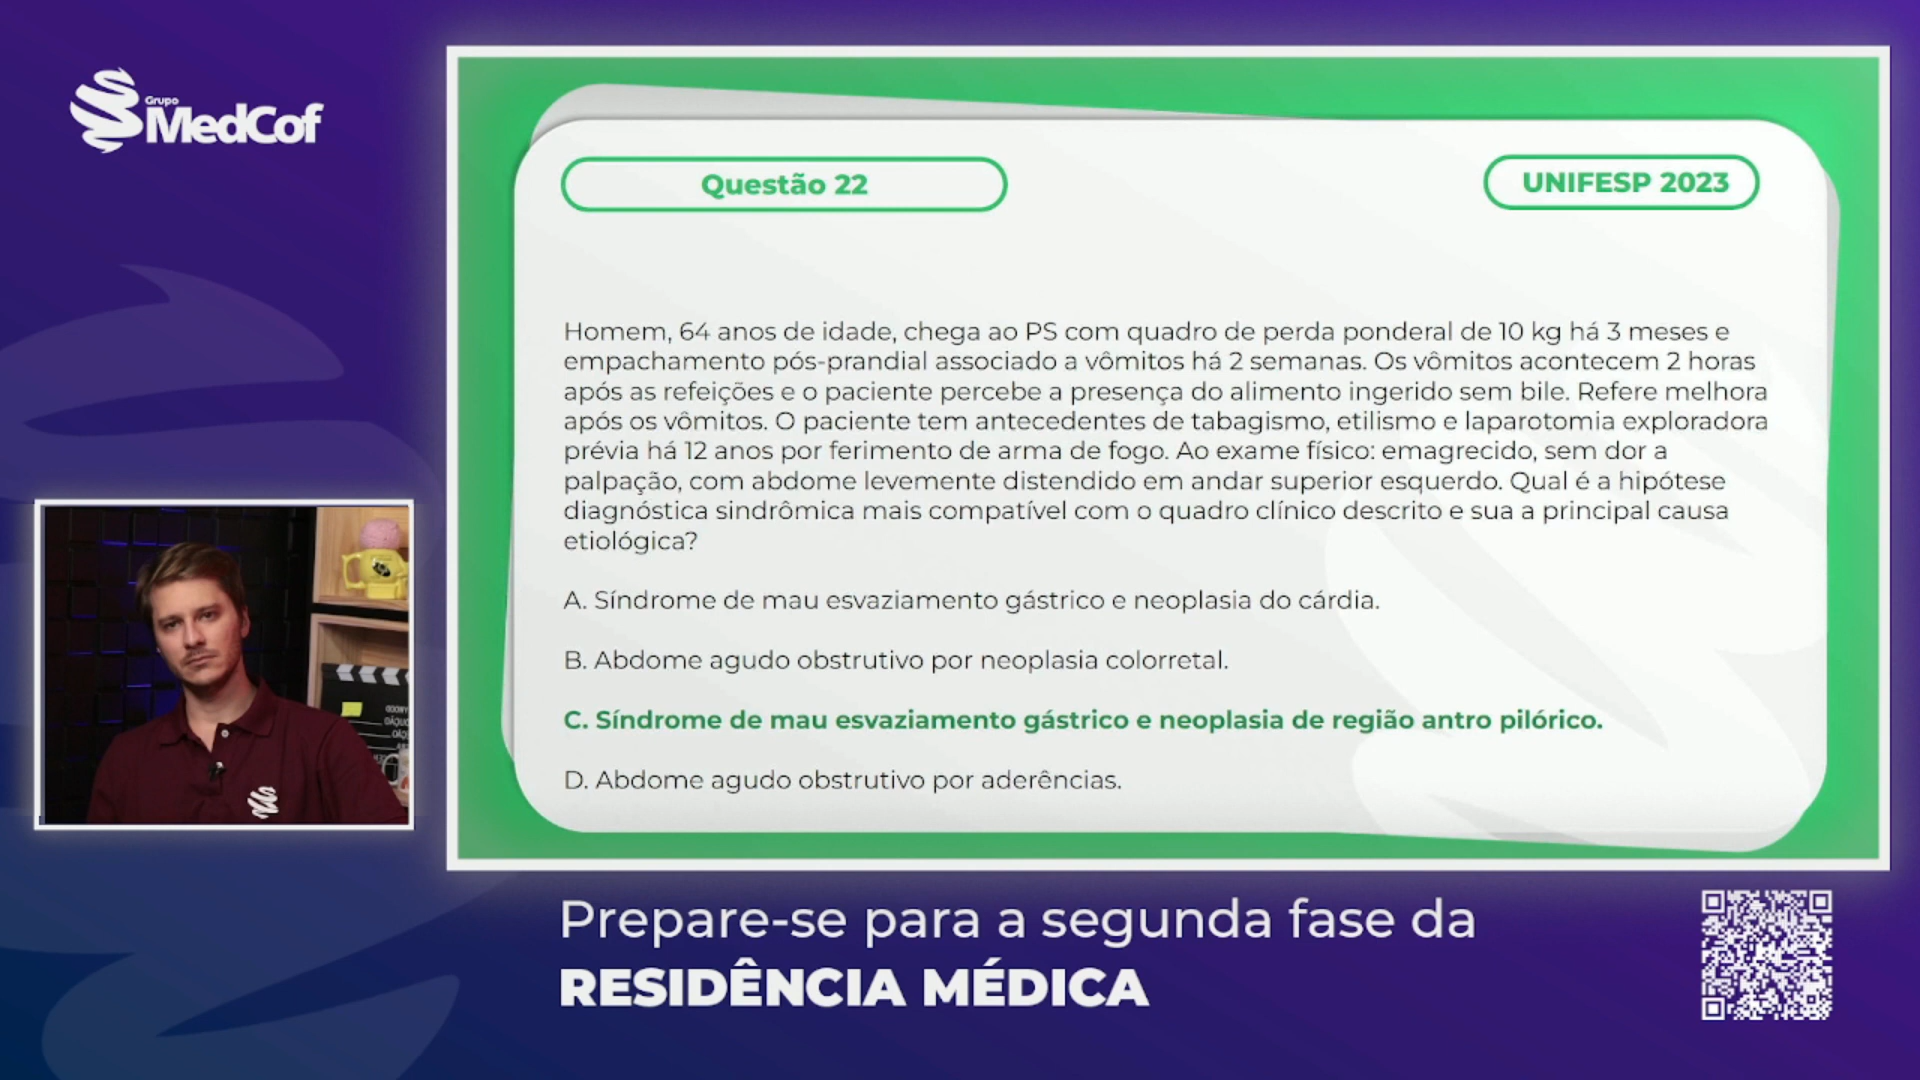 Grupo
MedCof
Questão 22
UNIFESP 2023
Homem, 64 anos de idade, chega ao PS com quadro de perda ponderal de 10 kg há 3 meses e
empachamento pós-prandial associado a vômitos há 2 semanas. Os vômitos acontecem 2 horas
após as refeições e o paciente percebe a presença do alimento ingerido sem bile. Refere melhora
após os vômitos. O paciente tem antecedentes de tabagismo, etilismo e laparotomia exploradora
prévia há 12 anos por ferimento de arma de fogo. Ao exame físico: emagrecido, sem dor a
palpação, com abdome levemente distendido em andar superior esquerdo. Qual é a hipótese
diagnóstica sindrômica mais compatível com o quadro clínico descrito e sua a principal causa
etiológica?
A. Síndrome de mau esvaziamento gástrico e neoplasia do cárdia.
B. Abdome agudo obstrutivo por neoplasia colorretal.
C. Síndrome de mau esvaziamento gástrico e neoplasia de região antro pilórico.
D. Abdome agudo obstrutivo por aderências.
Prepare-se para a segunda fase da
RESIDÊNCIA MÉDICA